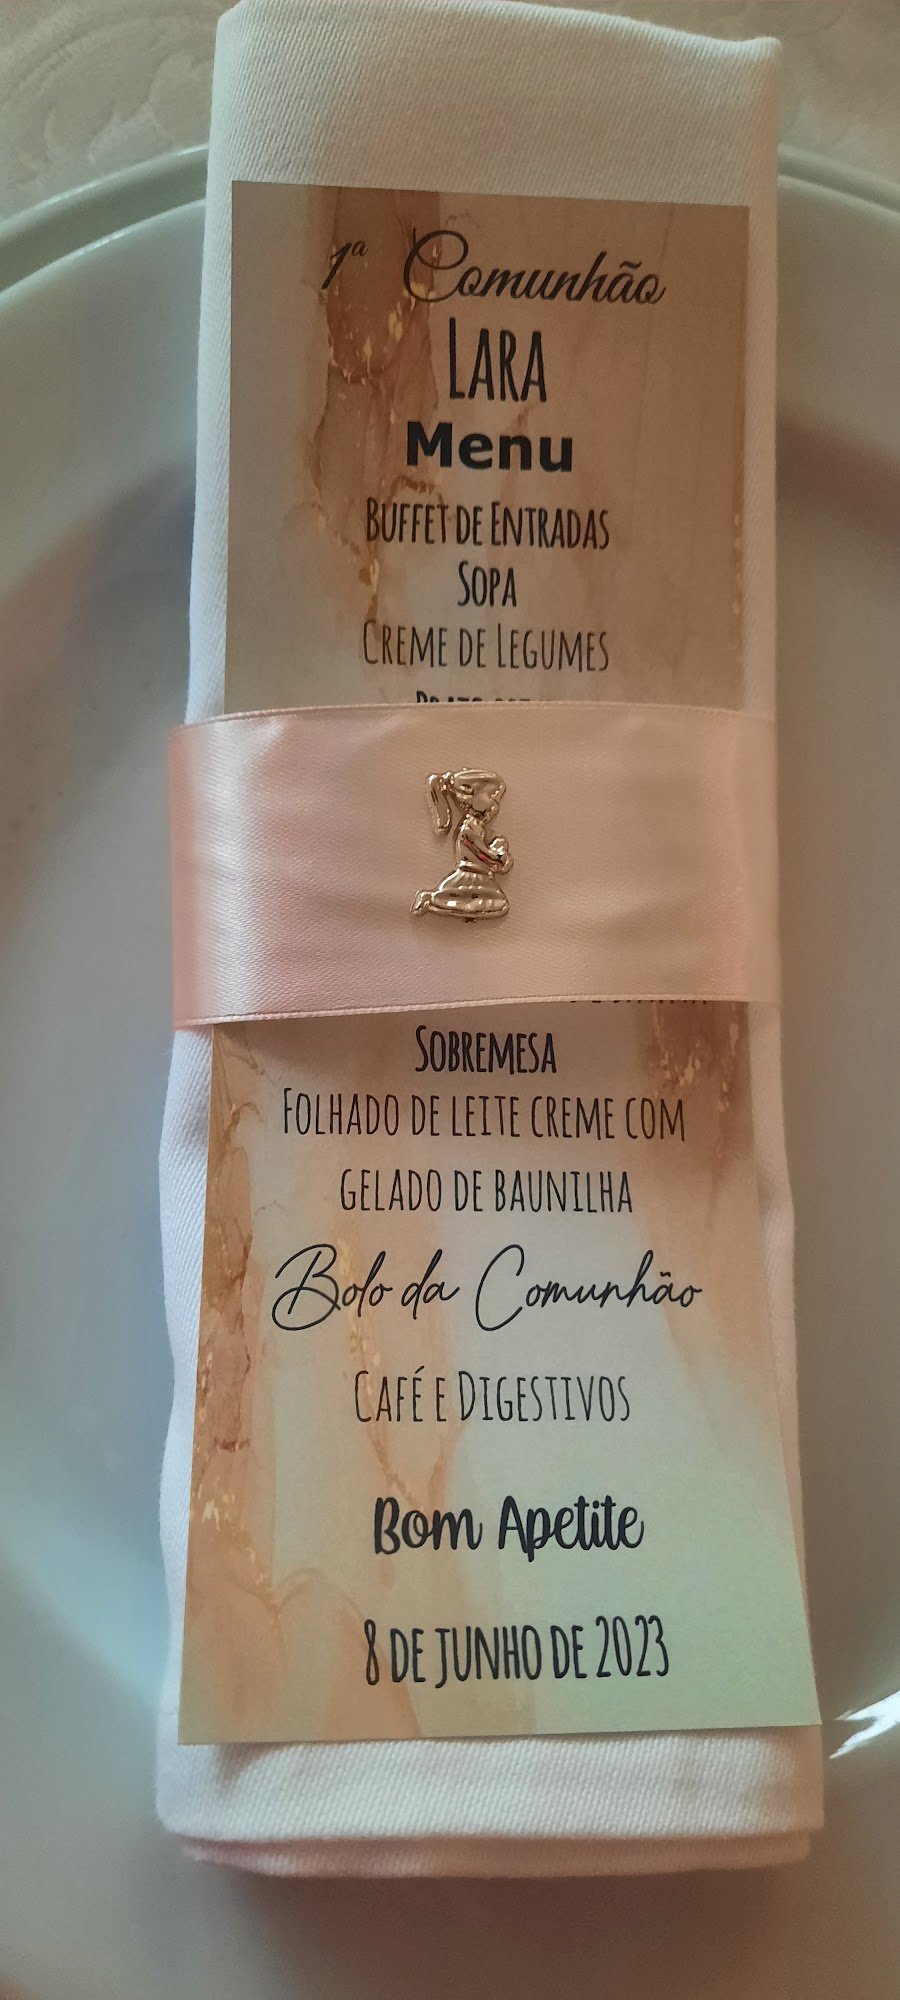 1ª Comunhão
LARA
Menu
BUFFET DE ENTRADAS
SOPA
CREME DE LEGUMES
SOBREMESA
FOLHADO DE LEITE CREME COM
GELADO DE BAUNILHA
Bolo da Comunhão
CAFÉ E DIGESTIVOS
Bom Apetite
8 DE JUNHO DE 2023